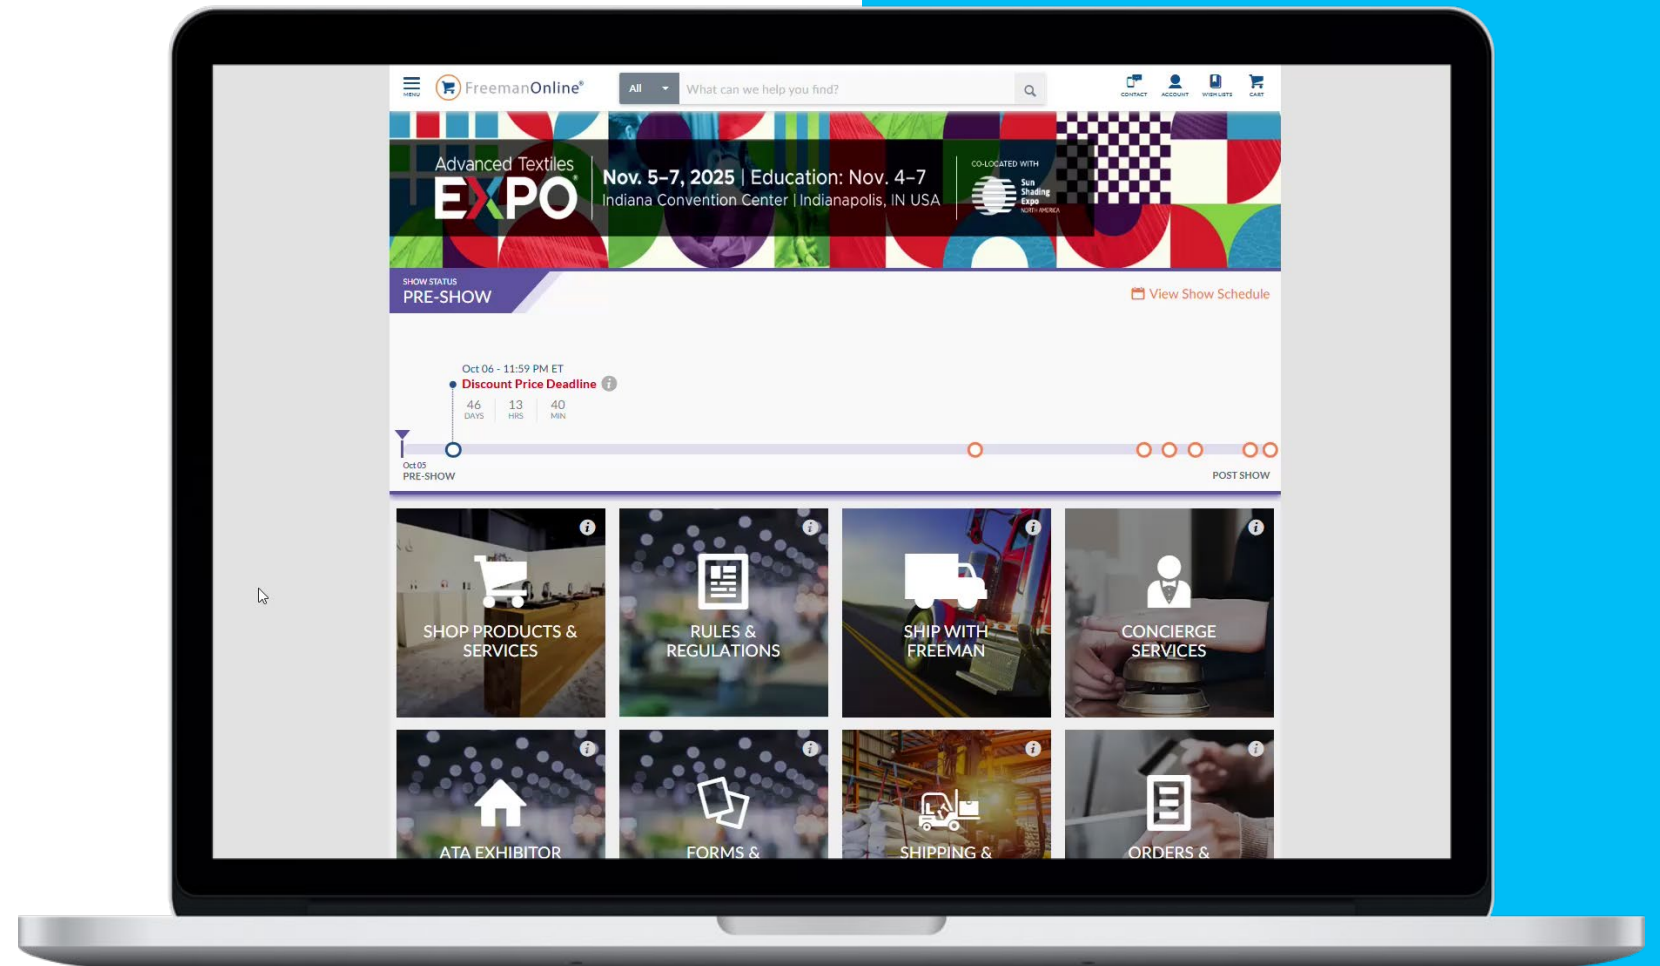 MENU
FreemanOnline®
All
What can we help you find?
CONTACT
ACCOUNT
WISH LISTS
CART
Advanced Textiles
EXPO®
Nov. 5–7, 2025 | Education: Nov. 4–7
Indiana Convention Center | Indianapolis, IN USA
CO-LOCATED WITH
Sun
Shading
Expo
NORTH AMERICA
SHOW STATUS
PRE-SHOW
View Show Schedule
Oct 06 - 11:59 PM ET
Discount Price Deadline
46 13 40
DAYS HRS MIN
Oct 05
PRE-SHOW
POST SHOW
SHOP PRODUCTS &
SERVICES
RULES &
REGULATIONS
SHIP WITH
FREEMAN
CONCIERGE
SERVICES
ATA EXHIBITOR
FORMS &
SHIPPING &
ORDERS &